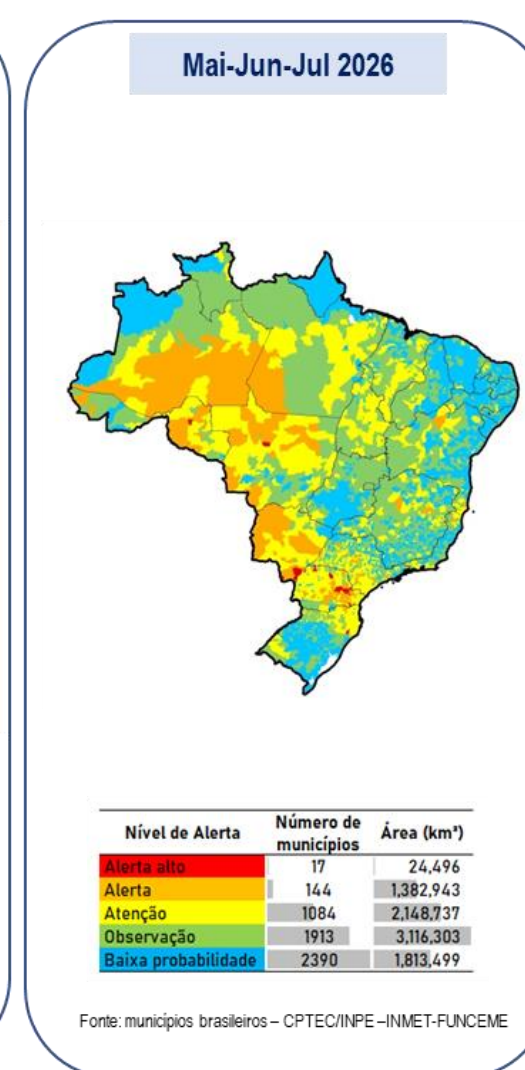 Mai-Jun-Jul 2026
Nível de Alerta Número de municípios Área (km²)
Alerta alto 17 24,496
Alerta 144 1,382,943
Atenção 1084 2,148,737
Observação 1913 3,116,303
Baixa probabilidade 2390 1,813,499
Fonte: municípios brasileiros – CPTEC/INPE –INMET-FUNCEME